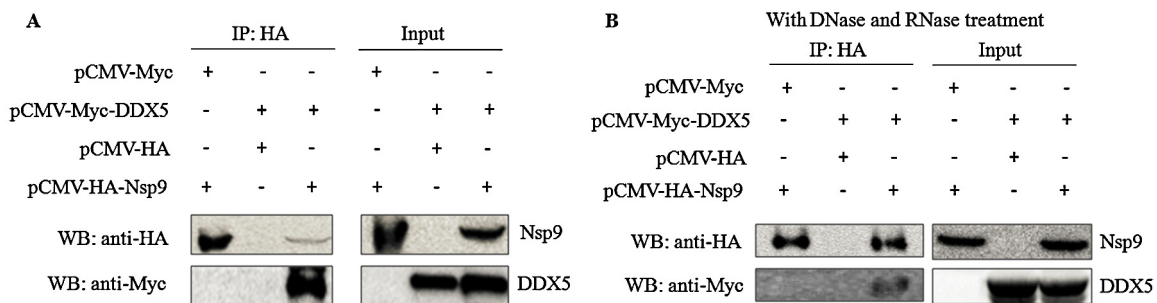 A
IP: HA Input
pCMV-Myc + - - + - -
pCMV-Myc-DDX5 - + + - + +
pCMV-HA - + - - + -
pCMV-HA-Nsp9 + - + + - +
WB: anti-HA Nsp9
WB: anti-Myc DDX5
B With DNase and RNase treatment
IP: HA Input
pCMV-Myc + - - + - -
pCMV-Myc-DDX5 - + + - + +
pCMV-HA - + - - + -
pCMV-HA-Nsp9 + - + + - +
WB: anti-HA Nsp9
WB: anti-Myc DDX5